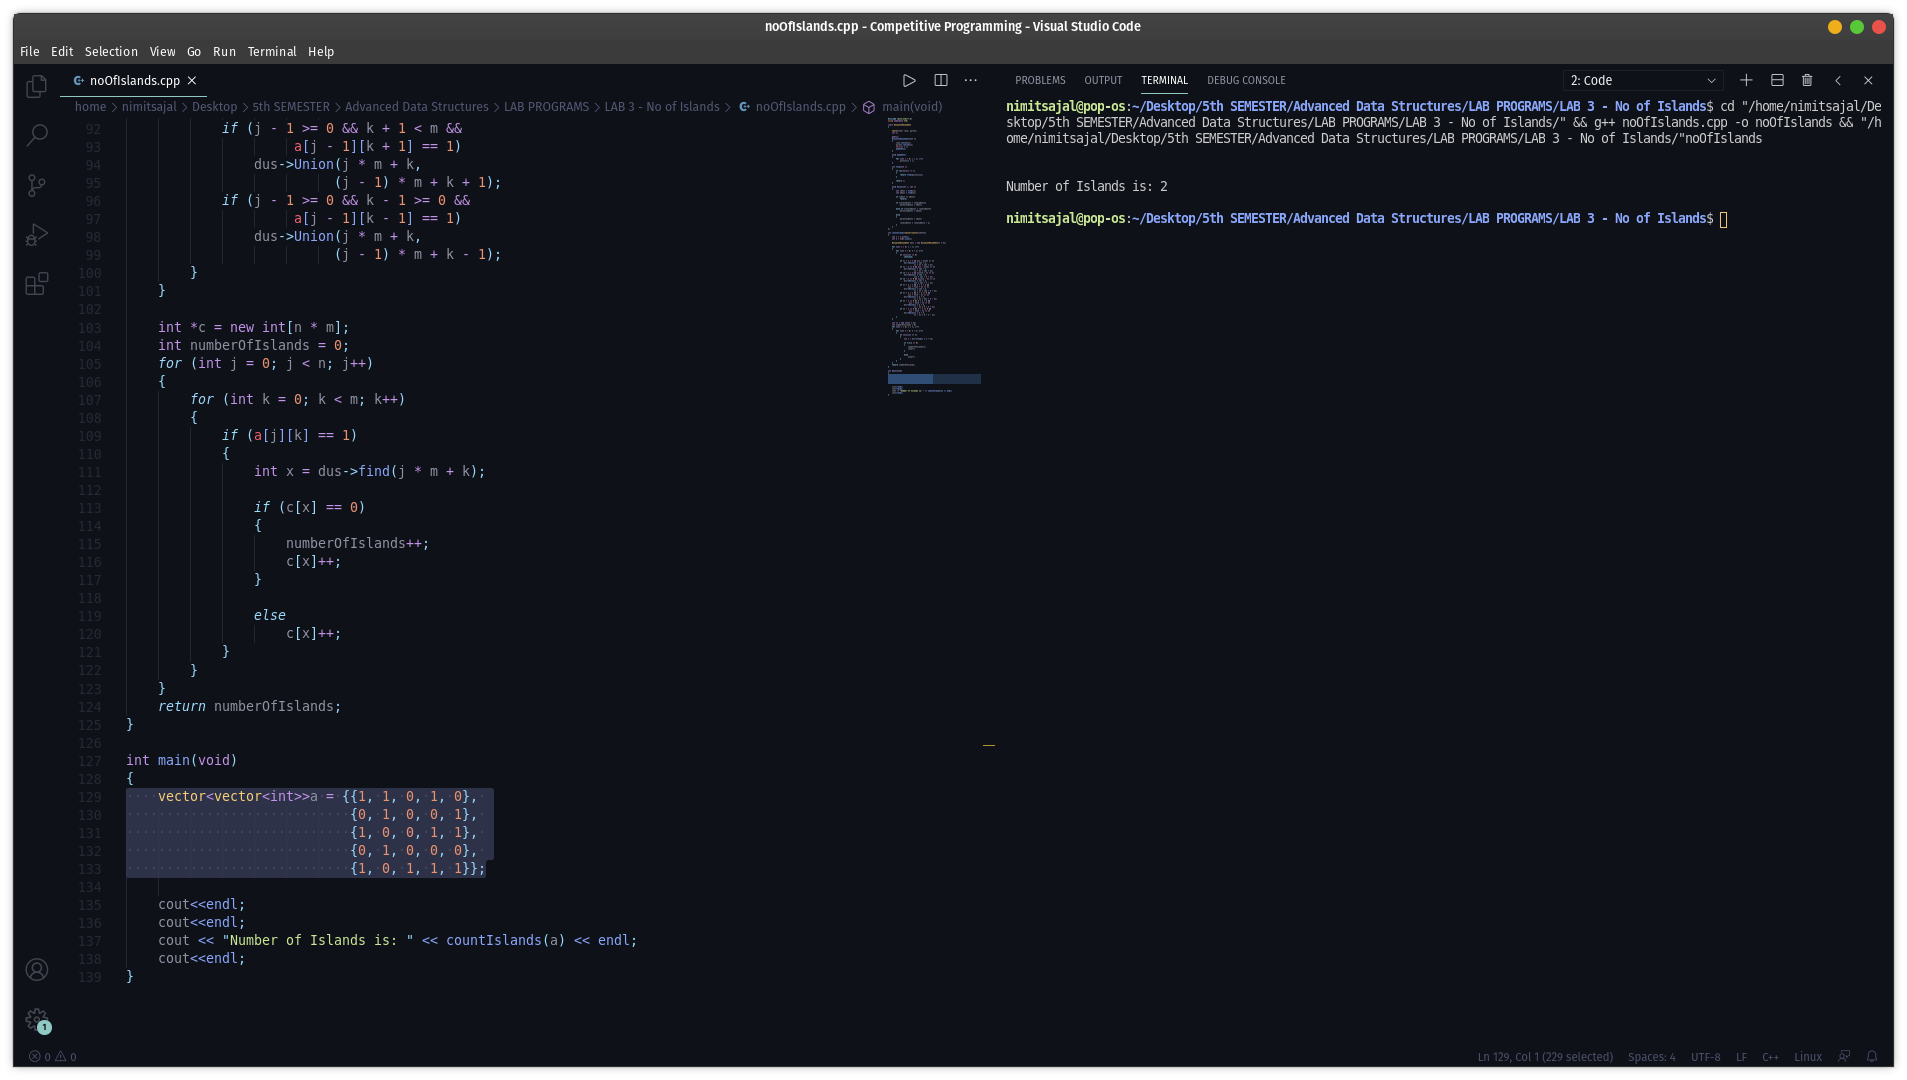 noOfIslands.cpp - Competitive Programming - Visual Studio Code
File Edit Selection View Go Run Terminal Help
noOfIslands.cpp
home > nimitsajal > Desktop > 5th SEMESTER > Advanced Data Structures > LAB PROGRAMS > LAB 3 - No of Islands > noOfIslands.cpp > main(void)
92 if (j - 1 >= 0 && k + 1 < m &&
93 a[j - 1][k + 1] == 1)
94 dus->Union(j * m + k,
95 (j - 1) * m + k + 1);
96 if (j - 1 >= 0 && k - 1 >= 0 &&
97 a[j - 1][k - 1] == 1)
98 dus->Union(j * m + k,
99 (j - 1) * m + k - 1);
100 }
101 }
102
103 int *c = new int[n * m];
104 int numberOfIslands = 0;
105 for (int j = 0; j < n; j++)
106 {
107 for (int k = 0; k < m; k++)
108 {
109 if (a[j][k] == 1)
110 {
111 int x = dus->find(j * m + k);
112
113 if (c[x] == 0)
114 {
115 numberOfIslands++;
116 c[x]++;
117 }
118
119 else
120 c[x]++;
121 }
122 }
123 }
124 return numberOfIslands;
125 }
126
127 int main(void)
128 {
129 vector<vector<int>>a = {{1, 1, 0, 1, 0},
130 {0, 1, 0, 0, 1},
131 {1, 0, 0, 1, 1},
132 {0, 1, 0, 0, 0},
133 {1, 0, 1, 1, 1}};
134
135 cout<<endl;
136 cout<<endl;
137 cout << "Number of Islands is: " << countIslands(a) << endl;
138 cout<<endl;
139 }
PROBLEMS OUTPUT TERMINAL DEBUG CONSOLE 2: Code
nimitsajal@pop-os:~/Desktop/5th SEMESTER/Advanced Data Structures/LAB PROGRAMS/LAB 3 - No of Islands$ cd "/home/nimitsajal/De
sktop/5th SEMESTER/Advanced Data Structures/LAB PROGRAMS/LAB 3 - No of Islands/" && g++ noOfIslands.cpp -o noOfIslands && "/h
ome/nimitsajal/Desktop/5th SEMESTER/Advanced Data Structures/LAB PROGRAMS/LAB 3 - No of Islands/"noOfIslands
Number of Islands is: 2
nimitsajal@pop-os:~/Desktop/5th SEMESTER/Advanced Data Structures/LAB PROGRAMS/LAB 3 - No of Islands$
1
0 0
Ln 129, Col 1 (229 selected) Spaces: 4 UTF-8 LF C++ Linux